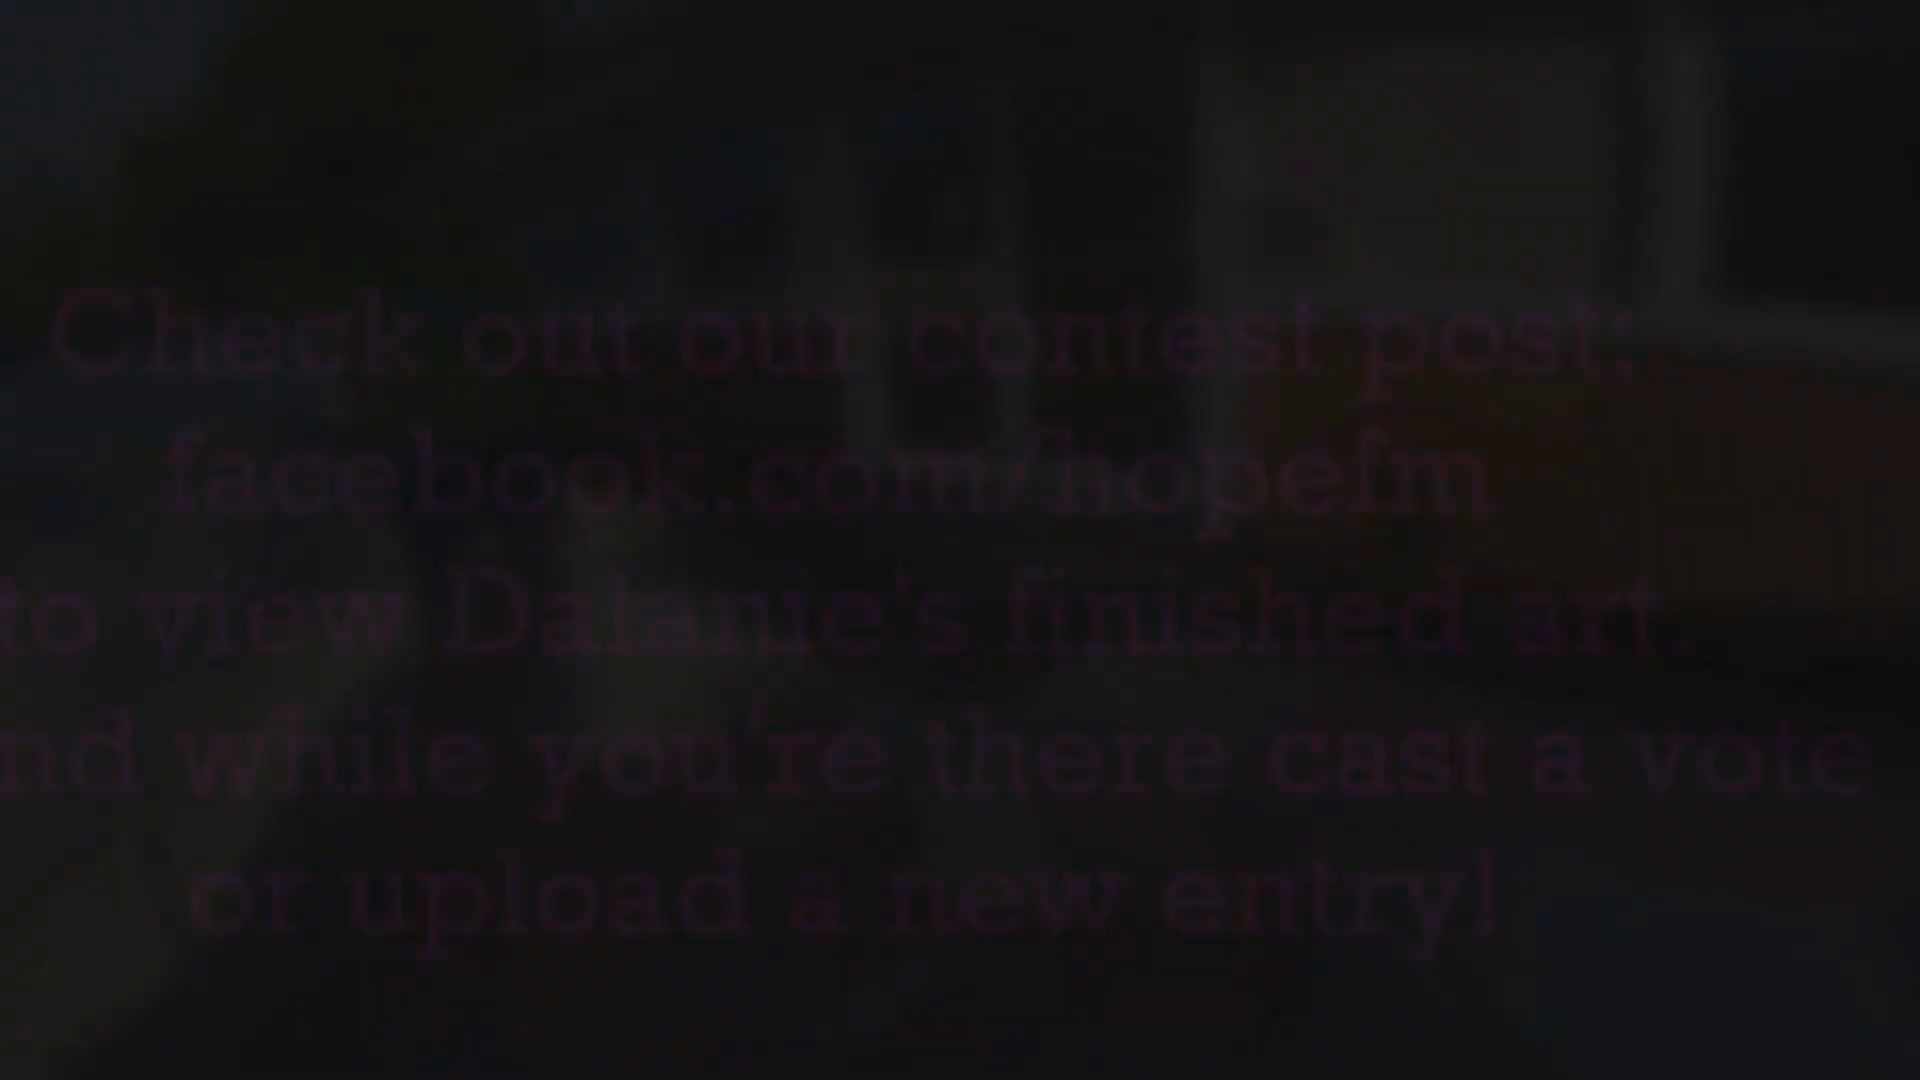 Check out our contest post:
facebook.com/hopefm
to view Dalanie's finished art.
nd while you're there cast a vote
or upload a new entry!